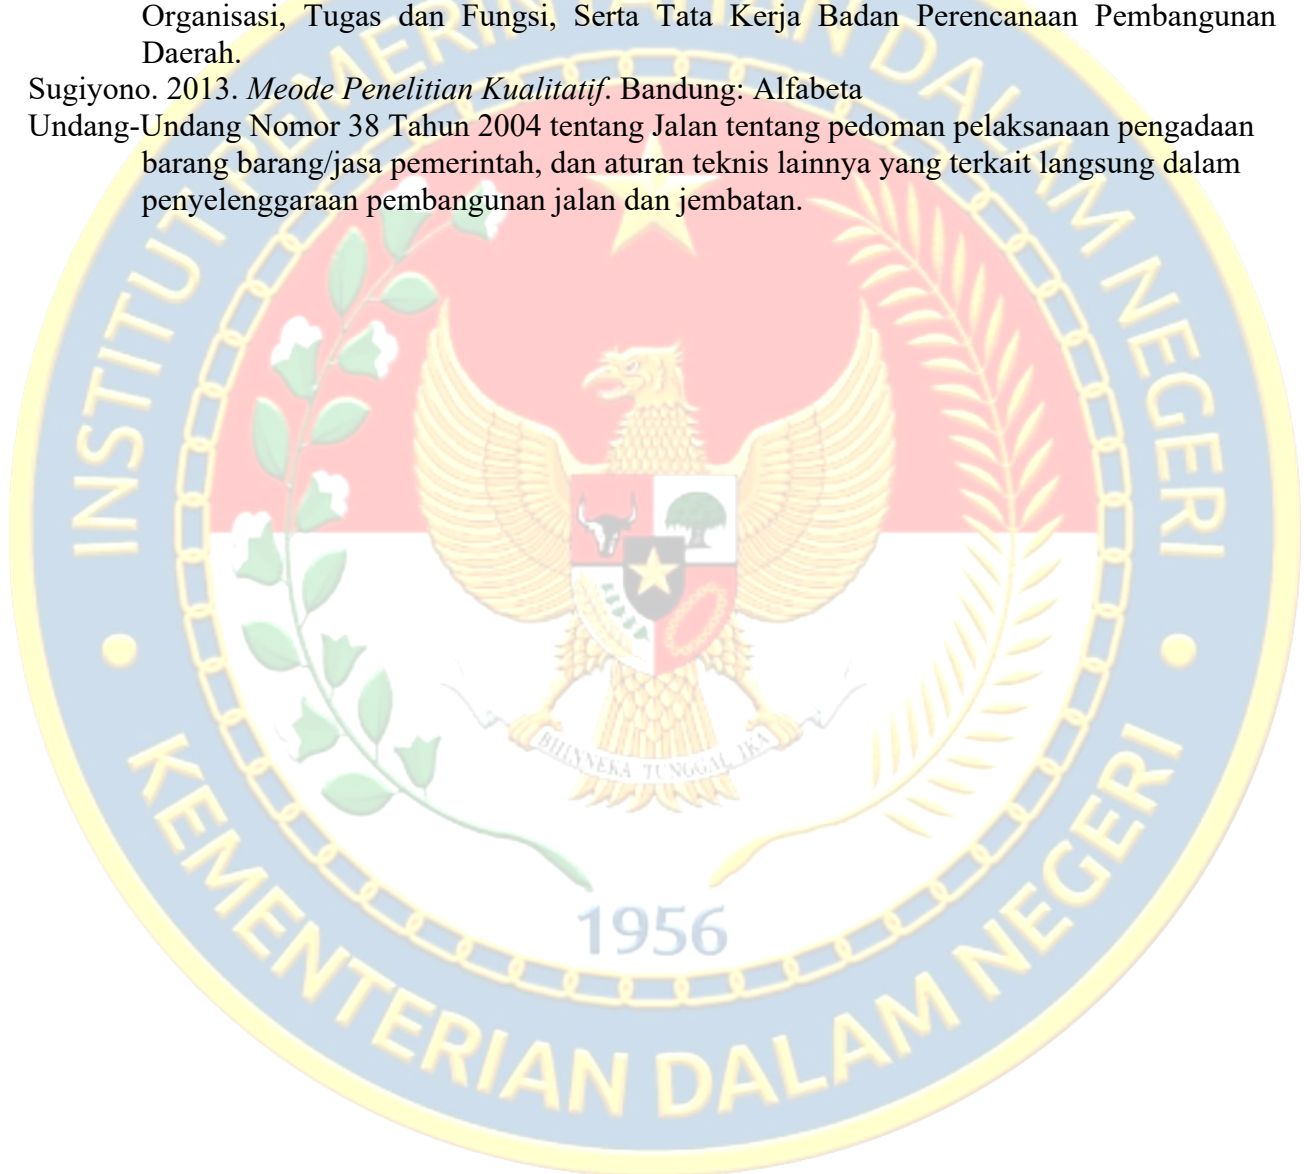 Organisasi, Tugas dan Fungsi, Serta Tata Kerja Badan Perencanaan Pembangunan
Daerah.
Sugiyono. 2013. Meode Penelitian Kualitatif. Bandung: Alfabeta
Undang-Undang Nomor 38 Tahun 2004 tentang Jalan tentang pedoman pelaksanaan pengadaan
barang barang/jasa pemerintah, dan aturan teknis lainnya yang terkait langsung dalam
penyelenggaraan pembangunan jalan dan jembatan.
INSTITUT PEMERINTAHAN DALAM NEGERI
BHINNEKA TUNGGAL IKA
1956
KEMENTERIAN DALAM NEGERI